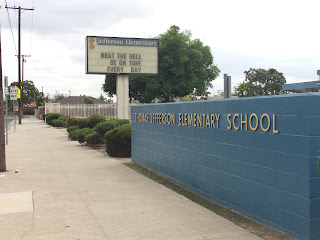 Jefferson Elementary
BEAT THE BELL
BE ON TIME
EVERY DAY
THOMAS JEFFERSON ELEMENTARY SCHOOL